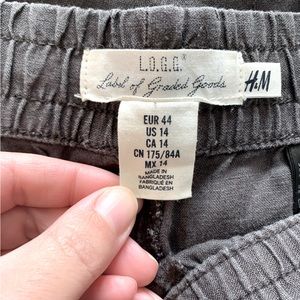 L.O.G.G.®
Label of Graded Goods
H&M
EUR 44
US 14
CA 14
CN 175/84A
MX 14
MADE IN
BANGLADESH
FABRIQUÉ EN
BANGLADESH